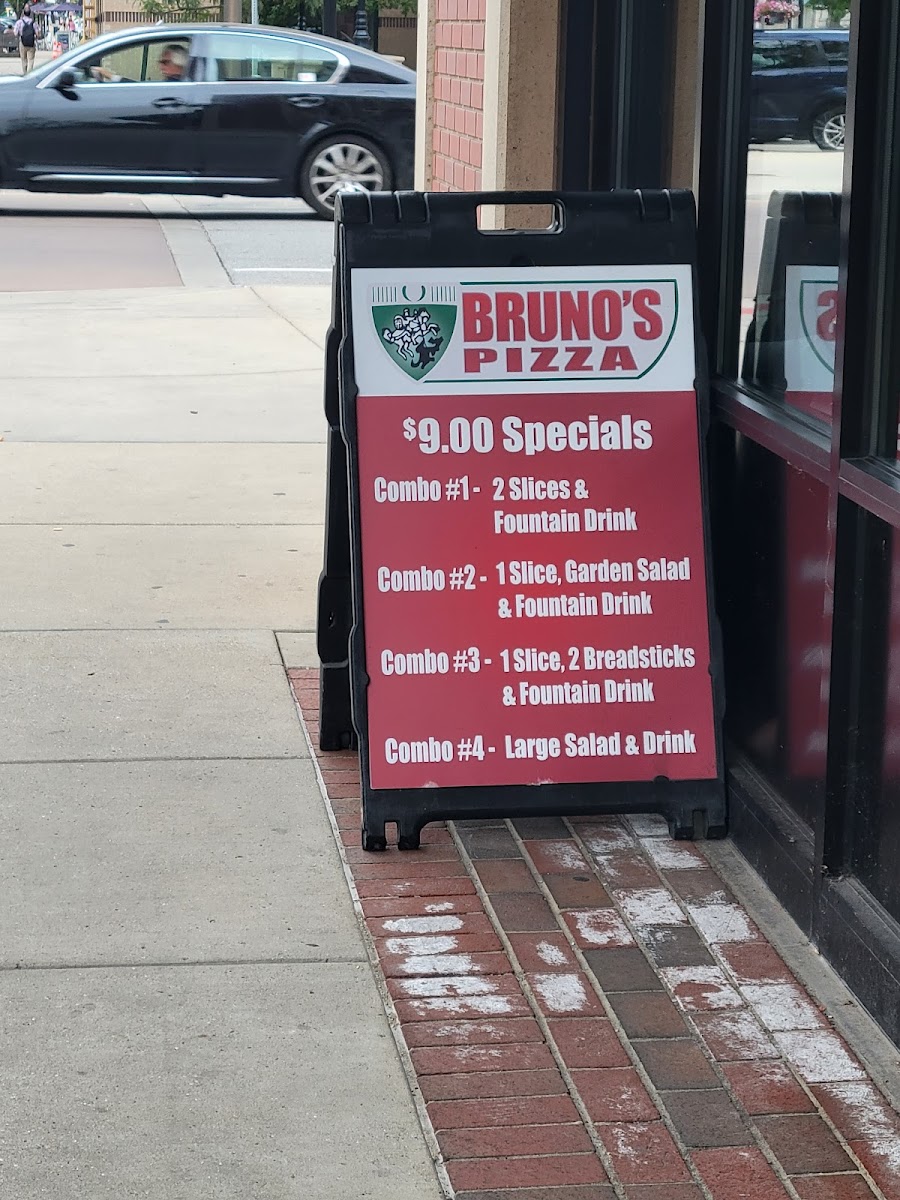 BRUNO'S
PIZZA
$9.00 Specials
Combo #1 - 2 Slices &
Fountain Drink
Combo #2 - 1 Slice, Garden Salad
& Fountain Drink
Combo #3 - 1 Slice, 2 Breadsticks
& Fountain Drink
Combo #4 - Large Salad & Drink